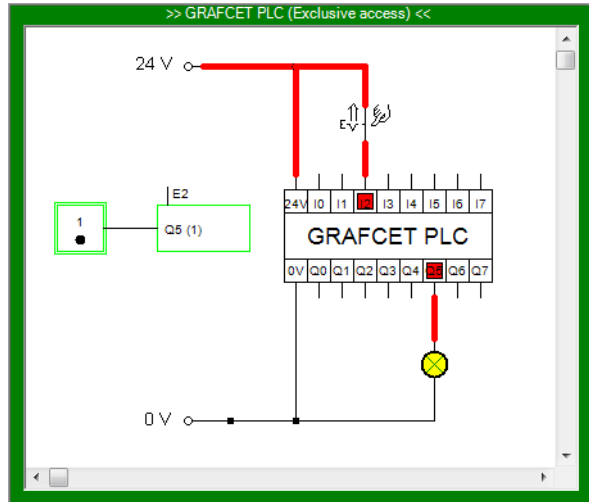 >> GRAFCET PLC (Exclusive access) <<
24 V
E
E2
1
Q5 (1)
24V I0 I1 I2 I3 I4 I5 I6 I7
GRAFCET PLC
0V Q0 Q1 Q2 Q3 Q4 Q5 Q6 Q7
0 V